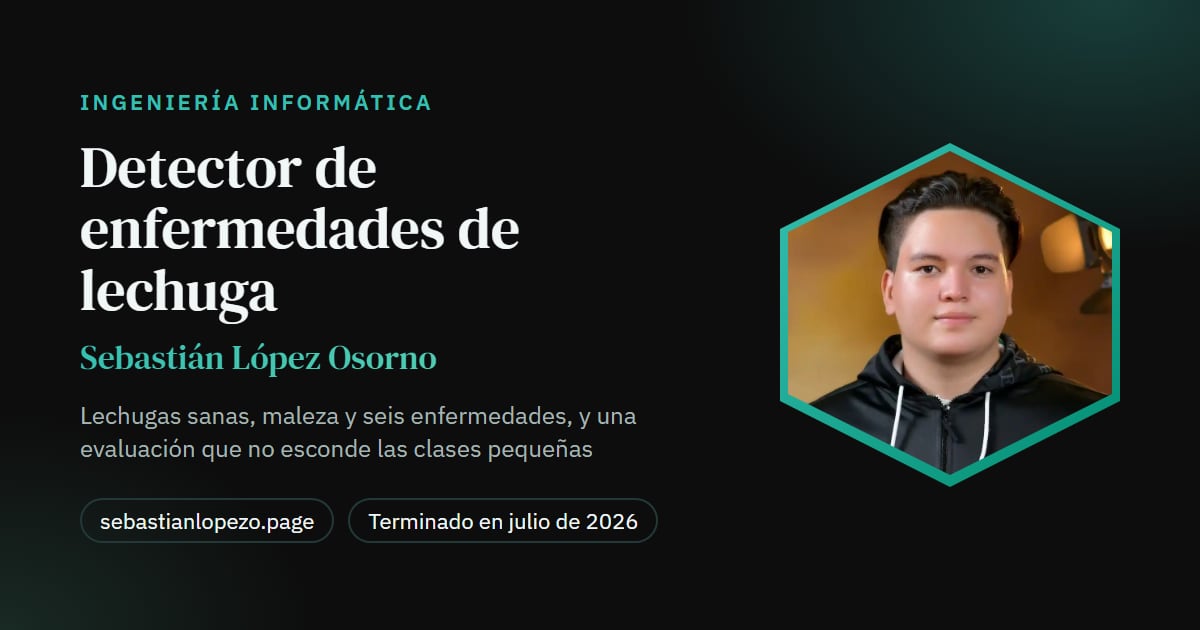 INGENIERÍA INFORMÁTICA
Detector de
enfermedades de
lechuga
Sebastián López Osorno
Lechugas sanas, maleza y seis enfermedades, y una
evaluación que no esconde las clases pequeñas
sebastianlopezo.page
Terminado en julio de 2026